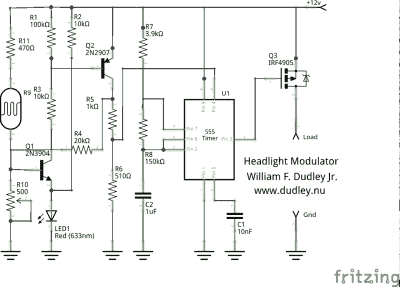 +12v
R1
100kΩ
R2
10kΩ
R7
3.9kΩ
R11
470Ω
Q2
2N2907
Q3
IRF4905
R9
R3
10kΩ
R5
1kΩ
U1
R4
20kΩ
555
Timer
Q1
2N3904
R8
150kΩ
Load
R6
510Ω
R10
500
Headlight Modulator
William F. Dudley Jr.
www.dudley.nu
C2
1uF
Gnd
LED1
Red (633nm)
C1
10nF
fritzing